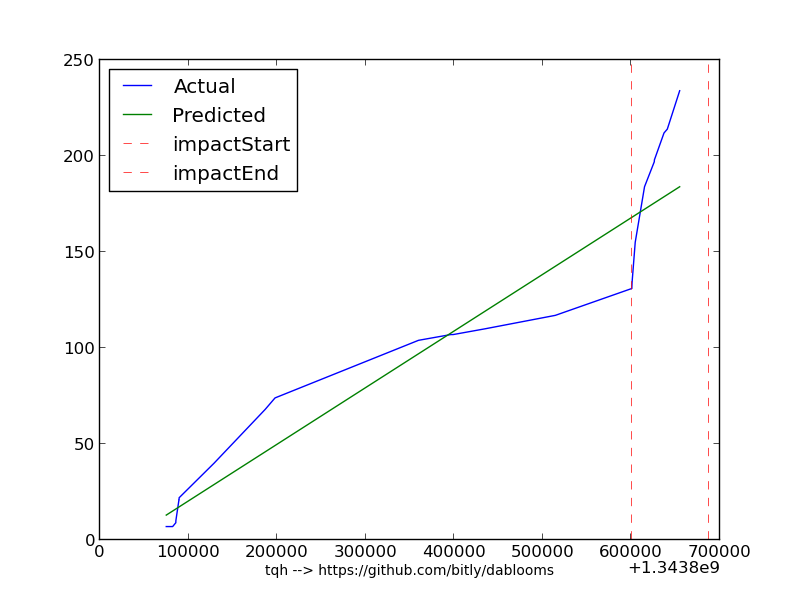 250
200
150
100
50
0
Actual
Predicted
impactStart
impactEnd
0 100000 200000 300000 400000 500000 600000 700000
+1.3438e9
tqh --> https://github.com/bitly/dablooms